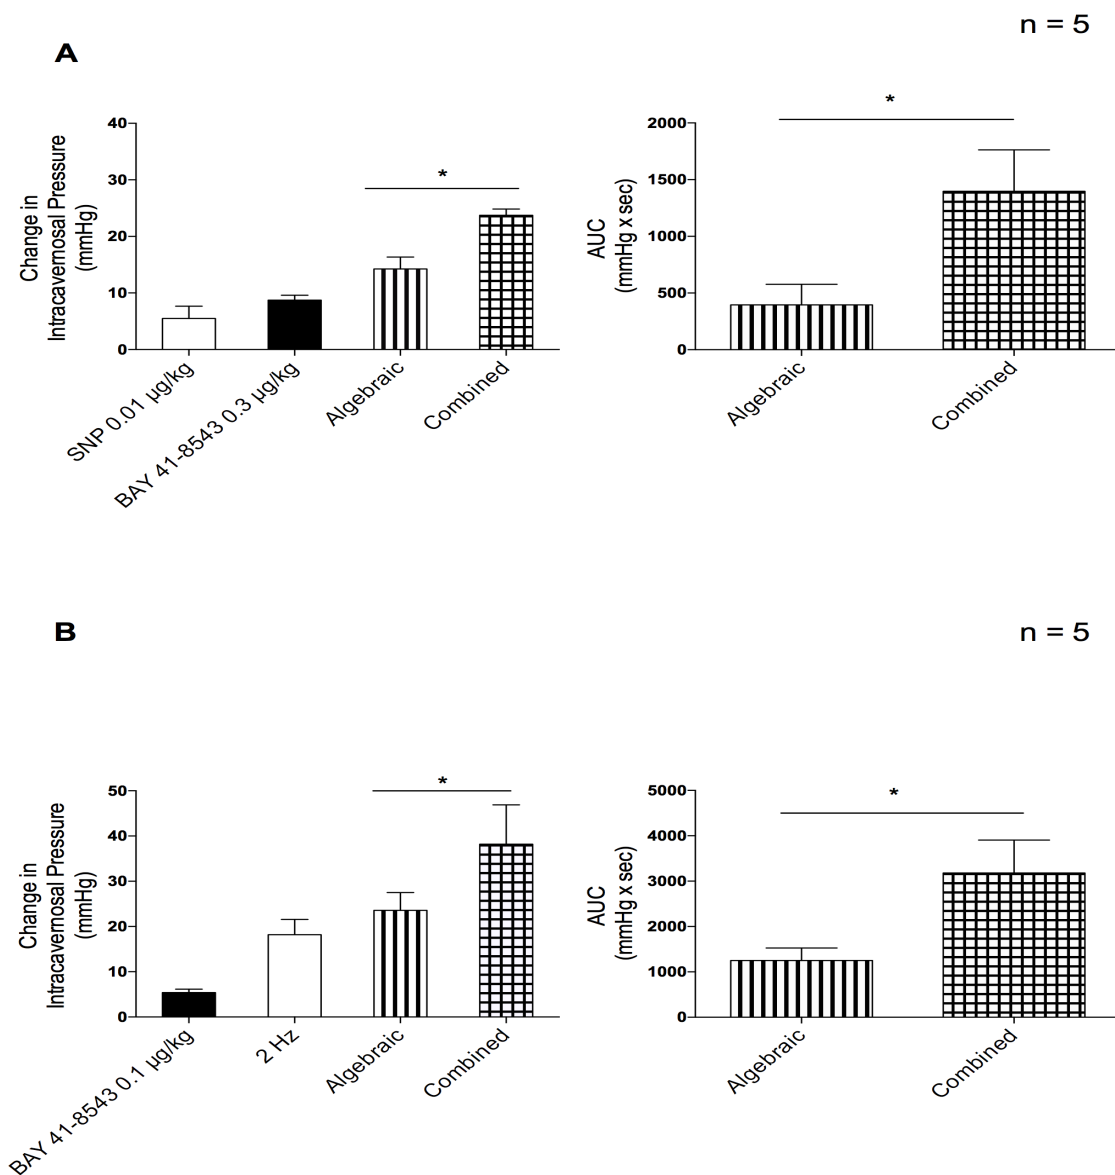 n = 5
A
*
40
30
20
10
0
Change in
Intracavernosal Pressure
(mmHg)
SNP 0.01 µg/kg
BAY 41-8543 0.3 µg/kg
Algebraic
Combined
*
2000
1500
1000
500
0
AUC
(mmHg x sec)
Algebraic
Combined
B
n = 5
*
50
40
30
20
10
0
Change in
Intracavernosal Pressure
(mmHg)
BAY 41-8543 0.1 µg/kg
2 Hz
Algebraic
Combined
*
5000
4000
3000
2000
1000
0
AUC
(mmHg x sec)
Algebraic
Combined